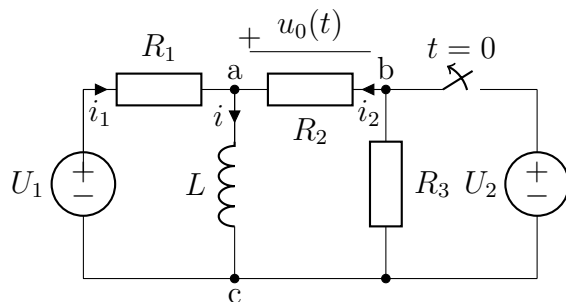 + u₀(t)
R₁ a b t = 0
i₁ i R₂ i₂
U₁ + − L R₃ U₂ + −
c